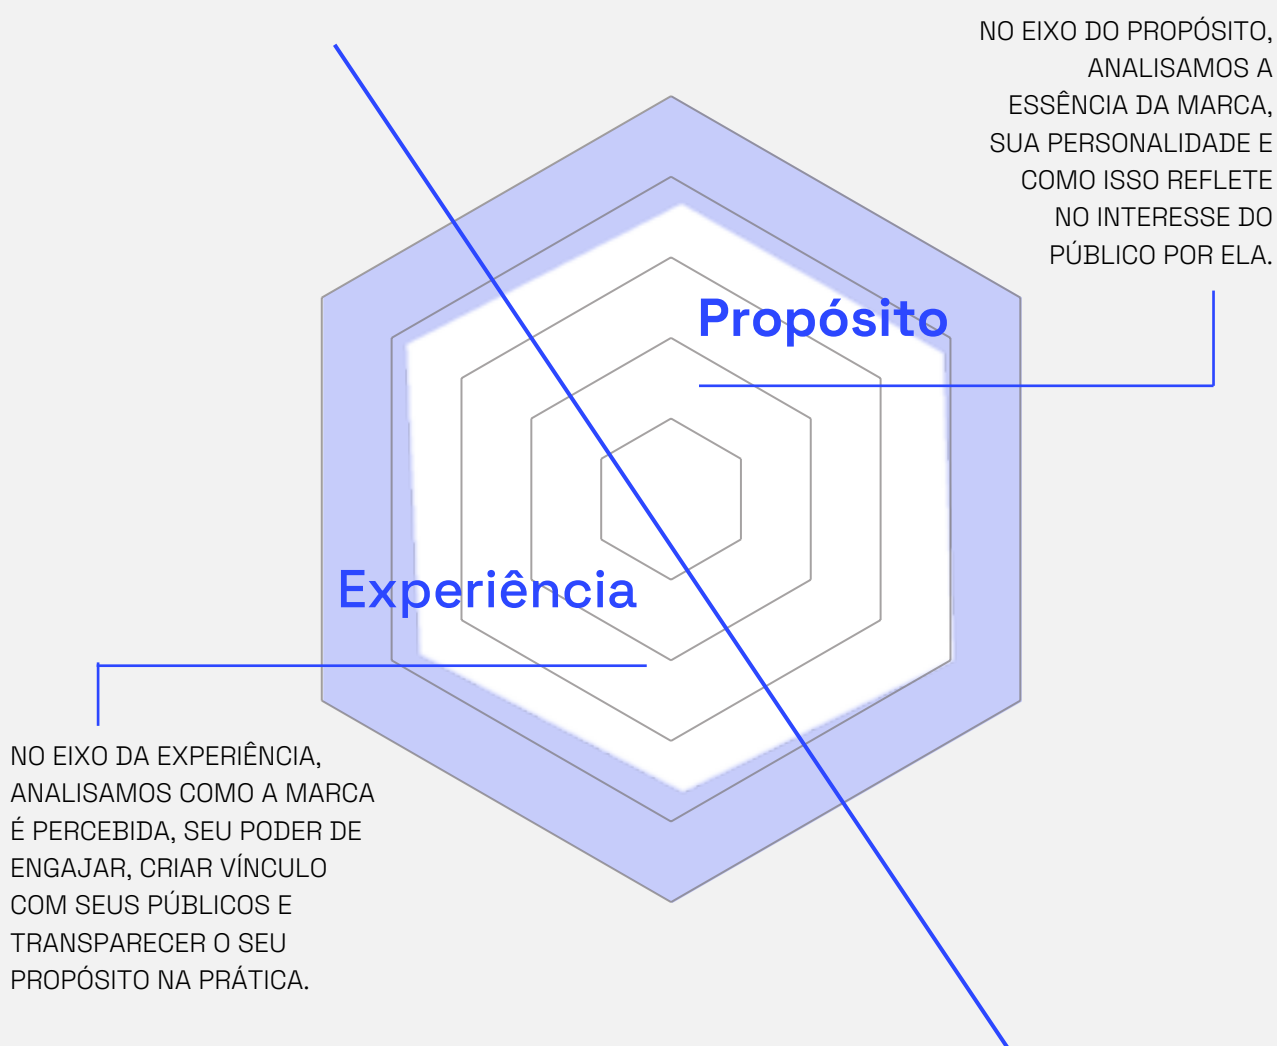 NO EIXO DO PROPÓSITO,
ANALISAMOS A
ESSÊNCIA DA MARCA,
SUA PERSONALIDADE E
COMO ISSO REFLETE
NO INTERESSE DO
PÚBLICO POR ELA.
Propósito
Experiência
NO EIXO DA EXPERIÊNCIA,
ANALISAMOS COMO A MARCA
É PERCEBIDA, SEU PODER DE
ENGAJAR, CRIAR VÍNCULO
COM SEUS PÚBLICOS E
TRANSPARECER O SEU
PROPÓSITO NA PRÁTICA.